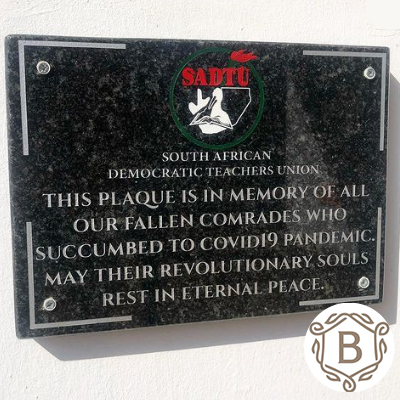 SADTU
SOUTH AFRICAN
DEMOCRATIC TEACHERS UNION
THIS PLAQUE IS IN MEMORY OF ALL
OUR FALLEN COMRADES WHO
SUCCUMBED TO COVID19 PANDEMIC.
MAY THEIR REVOLUTIONARY SOULS
REST IN ETERNAL PEACE.
B